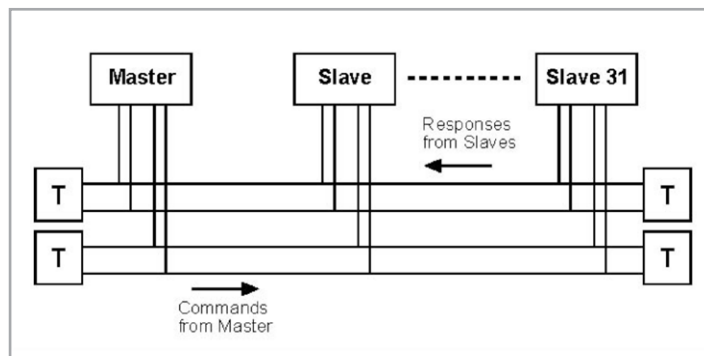 Master
Slave
Slave 31
Responses
from Slaves
T
T
T
T
Commands
from Master